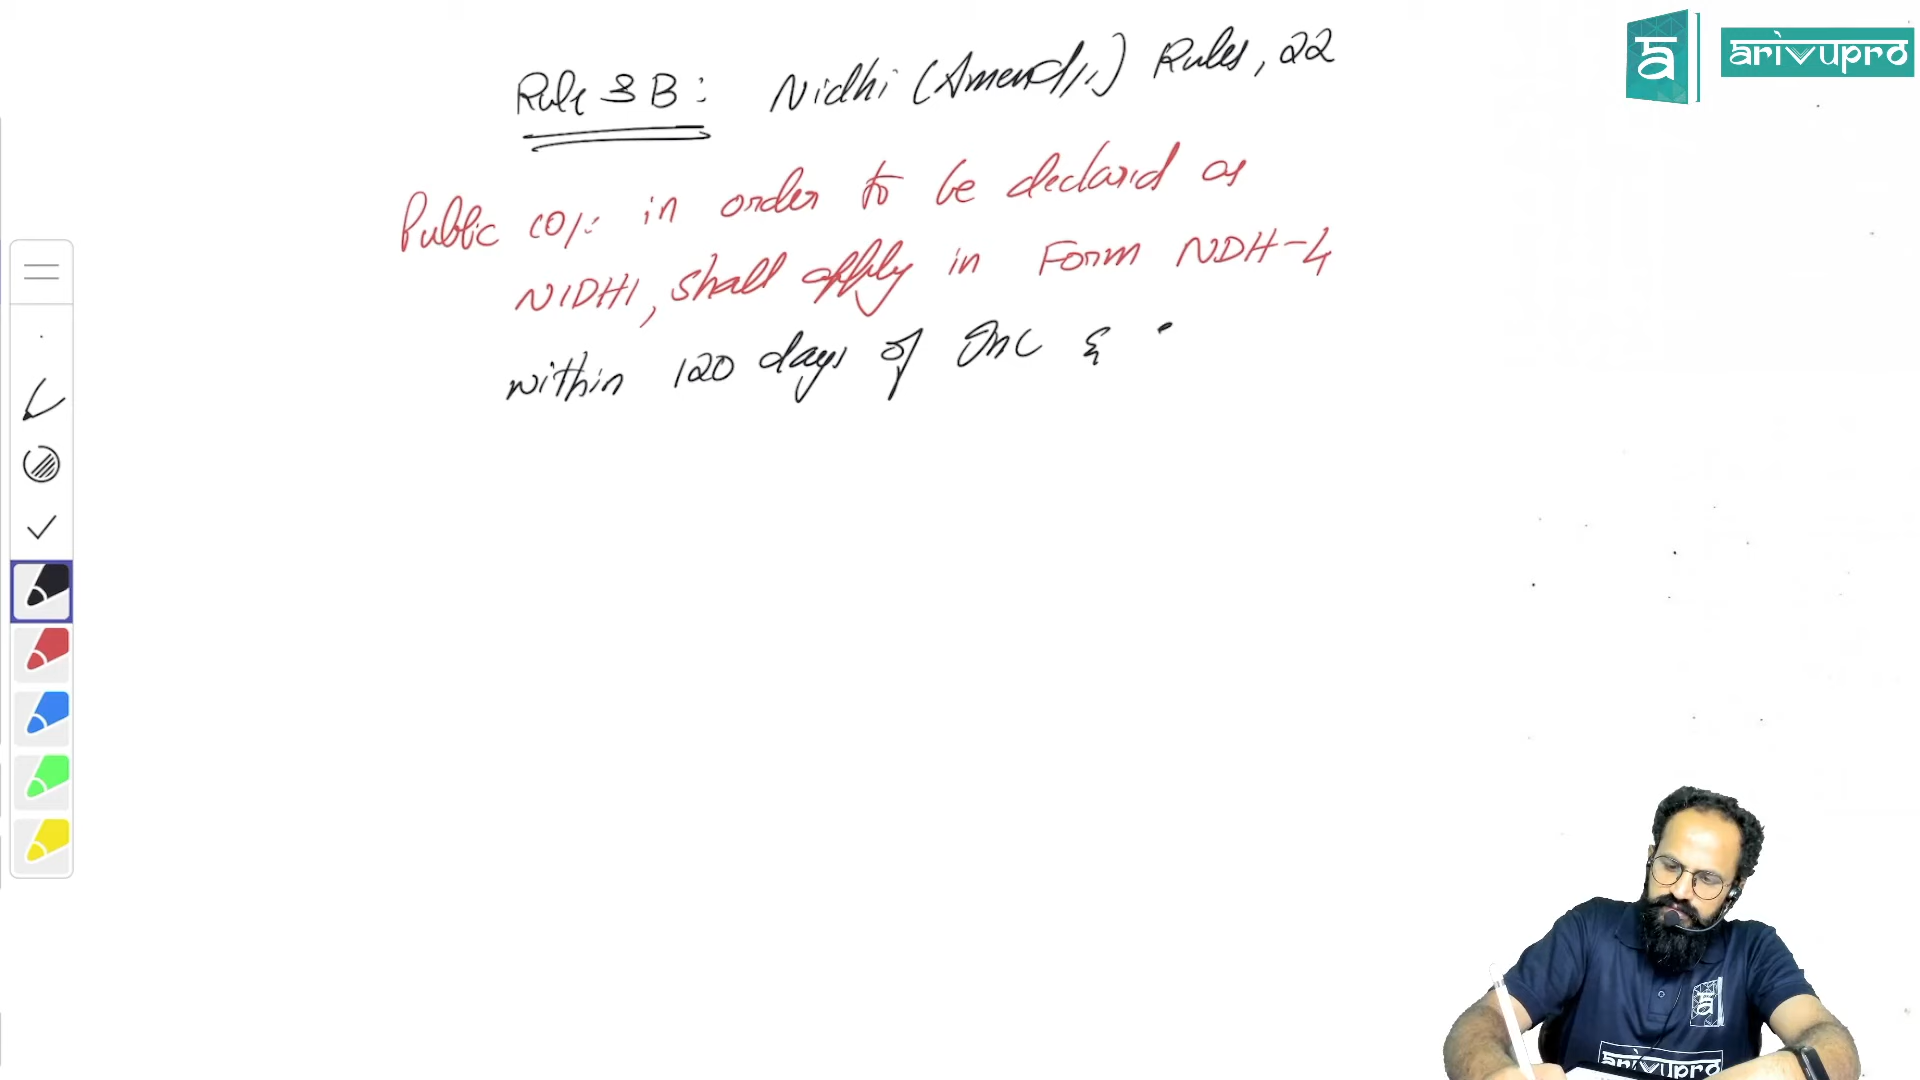 Rule 3B: Nidhi (Amend//.) Rules, 22
Public co/: in order to be declared as
NIDHI, shall apply in Form NDH-4
within 120 days of Inc &
अ arivupro
अ
arivupro